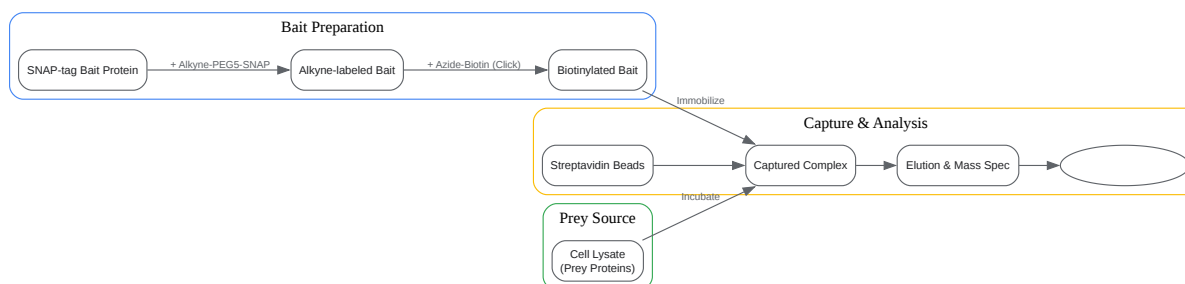 Bait Preparation
SNAP-tag Bait Protein
+ Alkyne-PEG5-SNAP
Alkyne-labeled Bait
+ Azide-Biotin (Click)
Biotinylated Bait
Immobilize
Capture & Analysis
Streptavidin Beads
Captured Complex
Elution & Mass Spec
Incubate
Prey Source
Cell Lysate
(Prey Proteins)